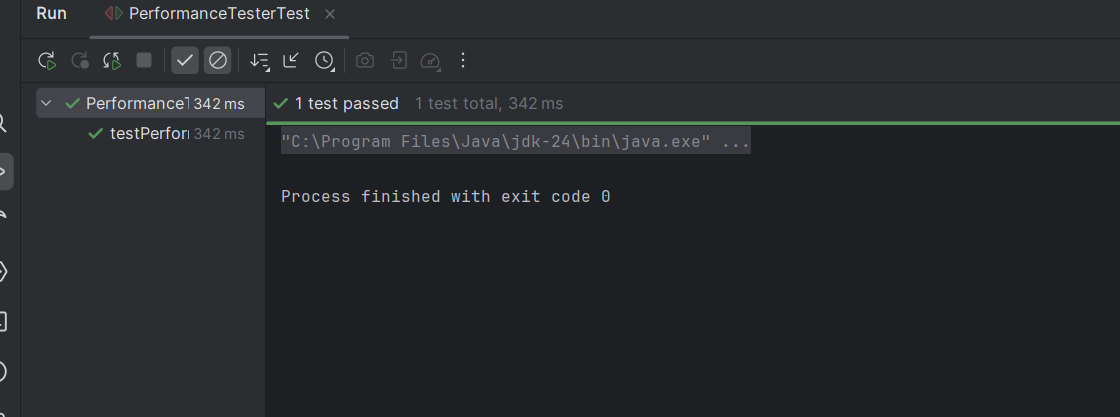 Run PerformanceTesterTest
PerformanceT 342 ms
testPerfor 342 ms
1 test passed 1 test total, 342 ms
"C:\Program Files\Java\jdk-24\bin\java.exe" ...
Process finished with exit code 0